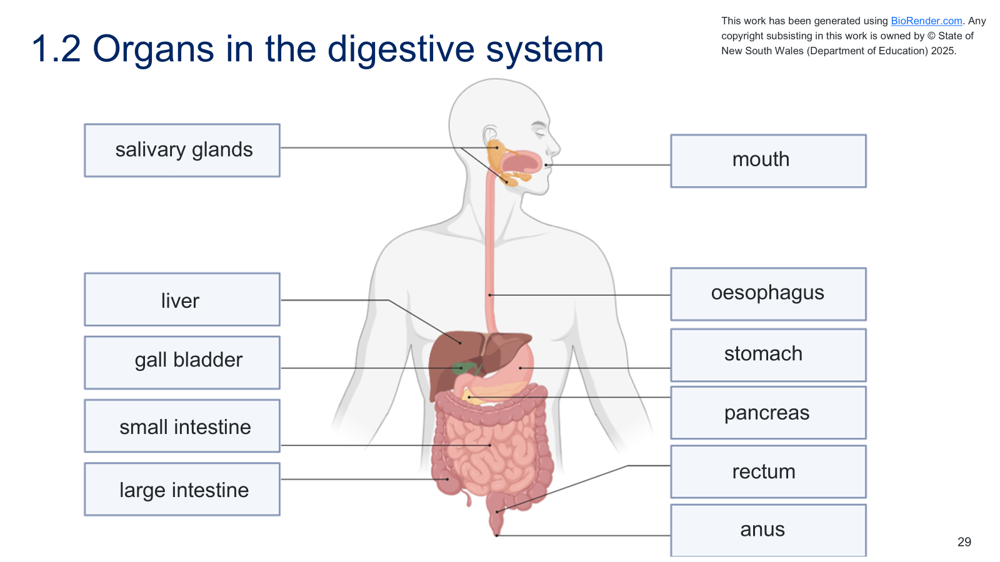 1.2 Organs in the digestive system
This work has been generated using BioRender.com. Any
copyright subsisting in this work is owned by © State of
New South Wales (Department of Education) 2025.
salivary glands
liver
gall bladder
small intestine
large intestine
mouth
oesophagus
stomach
pancreas
rectum
anus
29